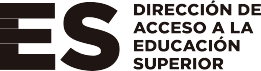 ES
DIRECCIÓN DE
ACCESO A LA
EDUCACIÓN
SUPERIOR